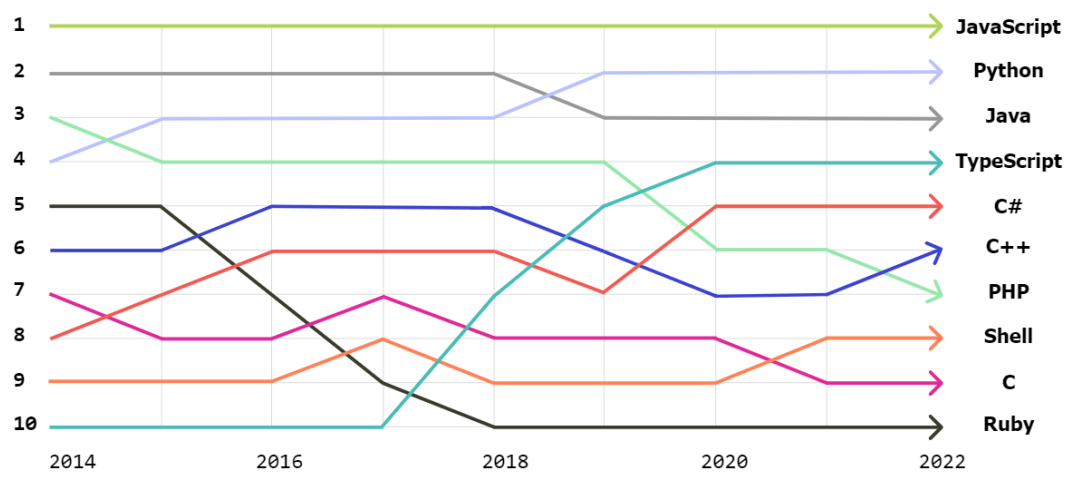 1 JavaScript
2 Python
3 Java
4 TypeScript
5 C#
6 C++
7 PHP
8 Shell
9 C
10 Ruby
2014 2016 2018 2020 2022